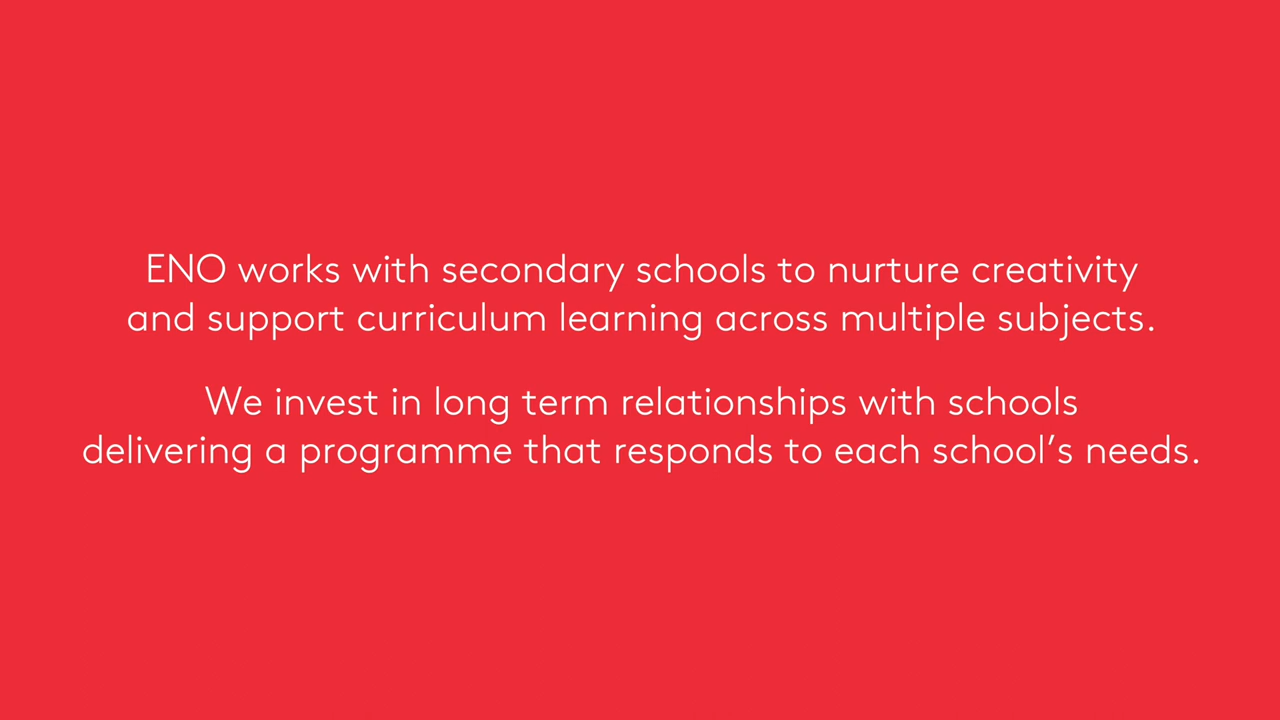 ENO works with secondary schools to nurture creativity
and support curriculum learning across multiple subjects.
We invest in long term relationships with schools
delivering a programme that responds to each school’s needs.